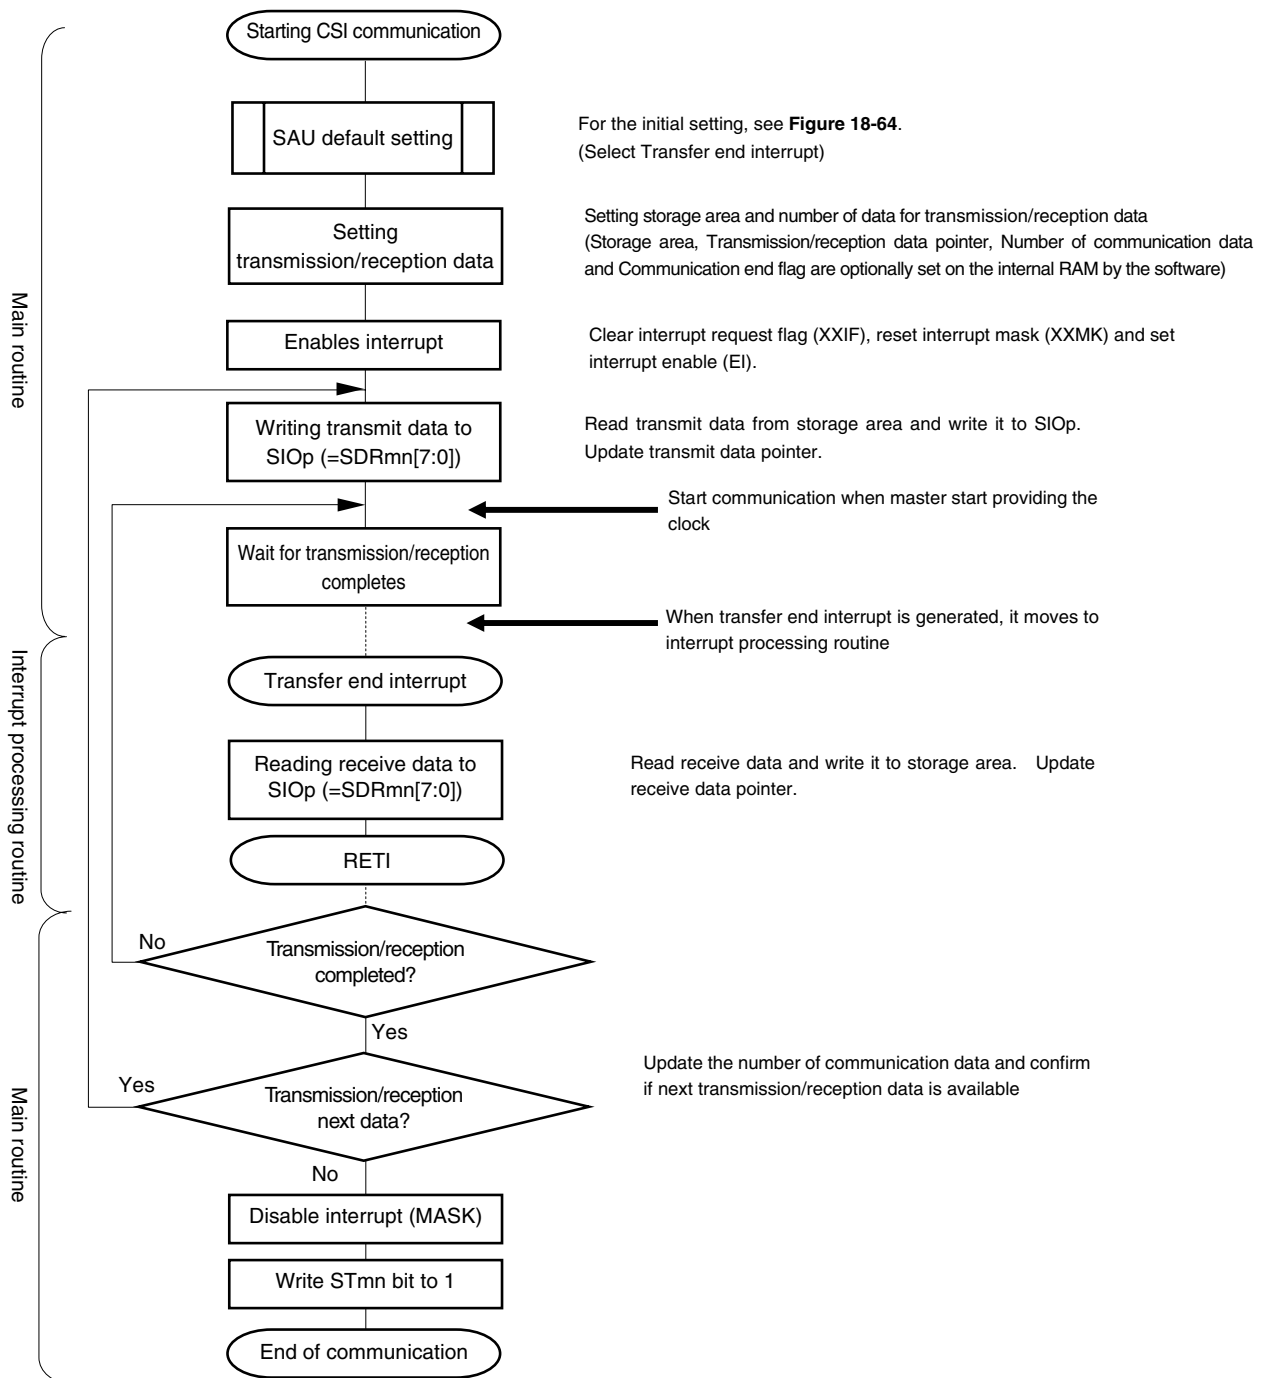 Starting CSI communication
SAU default setting
For the initial setting, see Figure 18-64.
(Select Transfer end interrupt)
Setting
transmission/reception data
Setting storage area and number of data for transmission/reception data
(Storage area, Transmission/reception data pointer, Number of communication data
and Communication end flag are optionally set on the internal RAM by the software)
Main routine
Enables interrupt
Clear interrupt request flag (XXIF), reset interrupt mask (XXMK) and set
interrupt enable (EI).
Writing transmit data to
SIOp (=SDRmn[7:0])
Read transmit data from storage area and write it to SIOp.
Update transmit data pointer.
Start communication when master start providing the
clock
Wait for transmission/reception
completes
When transfer end interrupt is generated, it moves to
interrupt processing routine
Interrupt processing routine
Transfer end interrupt
Reading receive data to
SIOp (=SDRmn[7:0])
Read receive data and write it to storage area. Update
receive data pointer.
RETI
No
Transmission/reception
completed?
Yes
Main routine
Yes
Transmission/reception
next data?
Update the number of communication data and confirm
if next transmission/reception data is available
No
Disable interrupt (MASK)
Write STmn bit to 1
End of communication